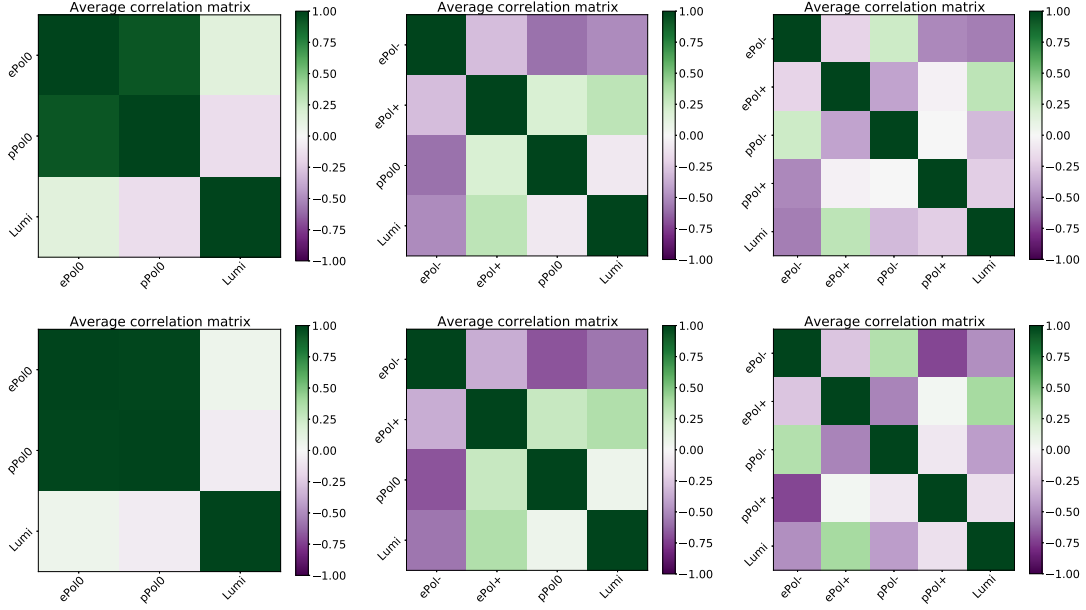 Average correlation matrix
ePol0
pPol0
Lumi
ePol0
pPol0
Lumi
1.00
0.75
0.50
0.25
0.00
−0.25
−0.50
−0.75
−1.00
Average correlation matrix
ePol-
ePol+
pPol0
Lumi
ePol-
ePol+
pPol0
Lumi
1.00
0.75
0.50
0.25
0.00
−0.25
−0.50
−0.75
−1.00
Average correlation matrix
ePol-
ePol+
pPol-
pPol+
Lumi
ePol-
ePol+
pPol-
pPol+
Lumi
1.00
0.75
0.50
0.25
0.00
−0.25
−0.50
−0.75
−1.00
Average correlation matrix
ePol0
pPol0
Lumi
ePol0
pPol0
Lumi
1.00
0.75
0.50
0.25
0.00
−0.25
−0.50
−0.75
−1.00
Average correlation matrix
ePol-
ePol+
pPol0
Lumi
ePol-
ePol+
pPol0
Lumi
1.00
0.75
0.50
0.25
0.00
−0.25
−0.50
−0.75
−1.00
Average correlation matrix
ePol-
ePol+
pPol-
pPol+
Lumi
ePol-
ePol+
pPol-
pPol+
Lumi
1.00
0.75
0.50
0.25
0.00
−0.25
−0.50
−0.75
−1.00